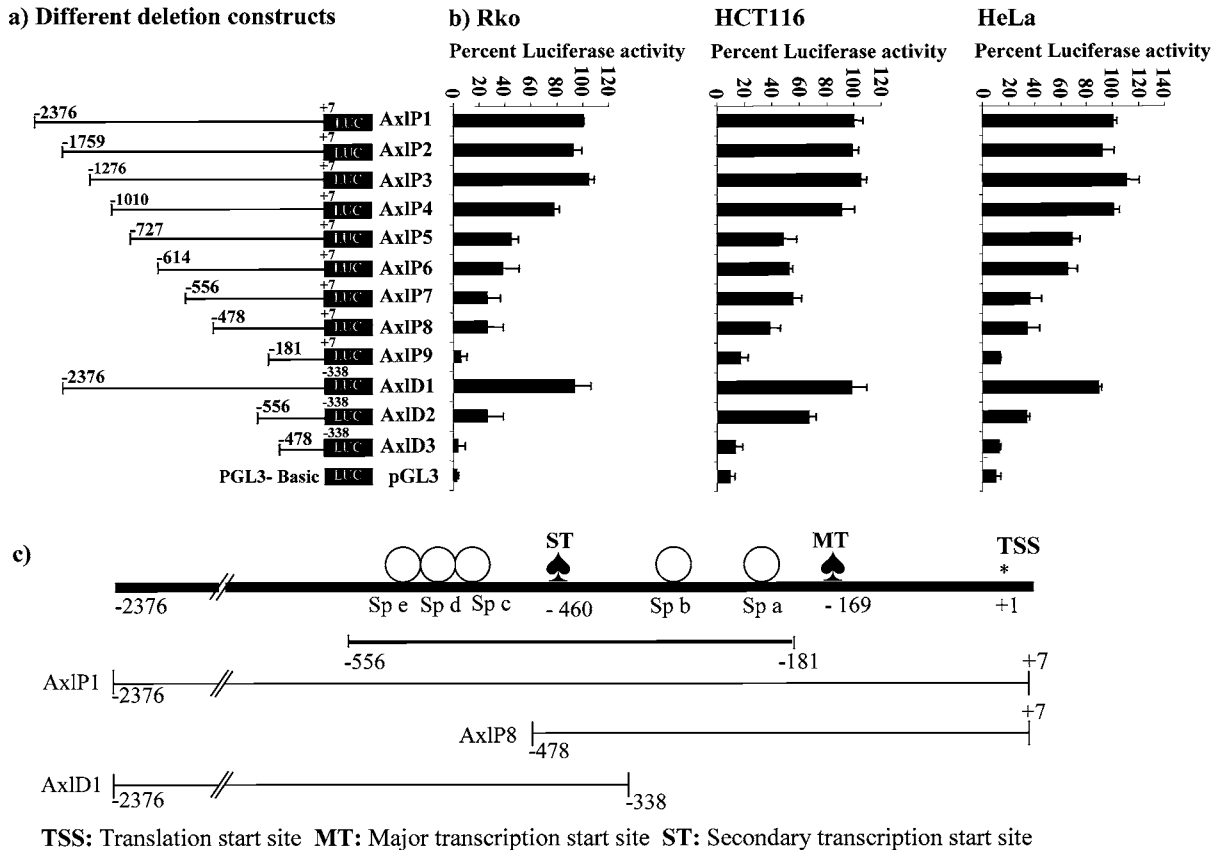 a) Different deletion constructs b) Rko HCT116 HeLa
Percent Luciferase activity Percent Luciferase activity Percent Luciferase activity
0 20 40 60 80 100 120 0 20 40 60 80 100 120 0 20 40 60 80 100 120 140
-2376 +7 LUC AxlP1
-1759 +7 LUC AxlP2
-1276 +7 LUC AxlP3
-1010 +7 LUC AxlP4
-727 +7 LUC AxlP5
-614 +7 LUC AxlP6
-556 +7 LUC AxlP7
-478 +7 LUC AxlP8
-181 +7 LUC AxlP9
-2376 -338 LUC AxlD1
-556 -338 LUC AxlD2
-478 -338 LUC AxlD3
PGL3- Basic LUC pGL3
c) ST MT TSS
*
-2376 Sp e Sp d Sp c - 460 Sp b Sp a - 169 +1
-556 -181
AxlP1 -2376 +7
AxlP8 -478 +7
AxlD1 -2376 -338
TSS: Translation start site MT: Major transcription start site ST: Secondary transcription start site